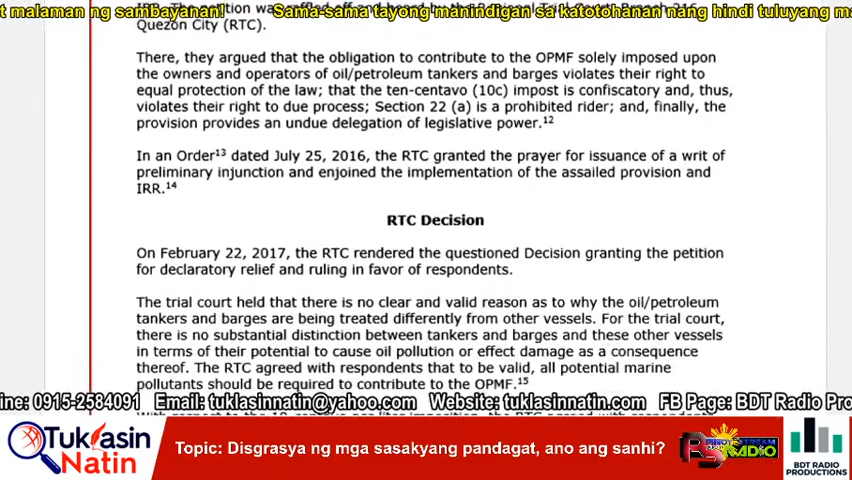 t malaman ng sambayanan! Sama-sama tayong manindigan sa katotohanan nang hindi tuluyang ma
Quezon City (RTC).
There, they argued that the obligation to contribute to the OPMF solely imposed upon
the owners and operators of oil/petroleum tankers and barges violates their right to
equal protection of the law; that the ten-centavo (10c) impost is confiscatory and, thus,
violates their right to due process; Section 22 (a) is a prohibited rider; and, finally, the
provision provides an undue delegation of legislative power.12
In an Order13 dated July 25, 2016, the RTC granted the prayer for issuance of a writ of
preliminary injunction and enjoined the implementation of the assailed provision and
IRR.14
RTC Decision
On February 22, 2017, the RTC rendered the questioned Decision granting the petition
for declaratory relief and ruling in favor of respondents.
The trial court held that there is no clear and valid reason as to why the oil/petroleum
tankers and barges are being treated differently from other vessels. For the trial court,
there is no substantial distinction between tankers and barges and these other vessels
in terms of their potential to cause oil pollution or effect damage as a consequence
thereof. The RTC agreed with respondents that to be valid, all potential marine
pollutants should be required to contribute to the OPMF.15
ine: 0915-2584091 Email: tuklasinnatin@yahoo.com Website: tuklasinnatin.com FB Page: BDT Radio Pro
Tuklasin
Natin
Topic: Disgrasya ng mga sasakyang pandagat, ano ang sanhi?
PINOY STREAM
RADIO
BDT RADIO
PRODUCTIONS